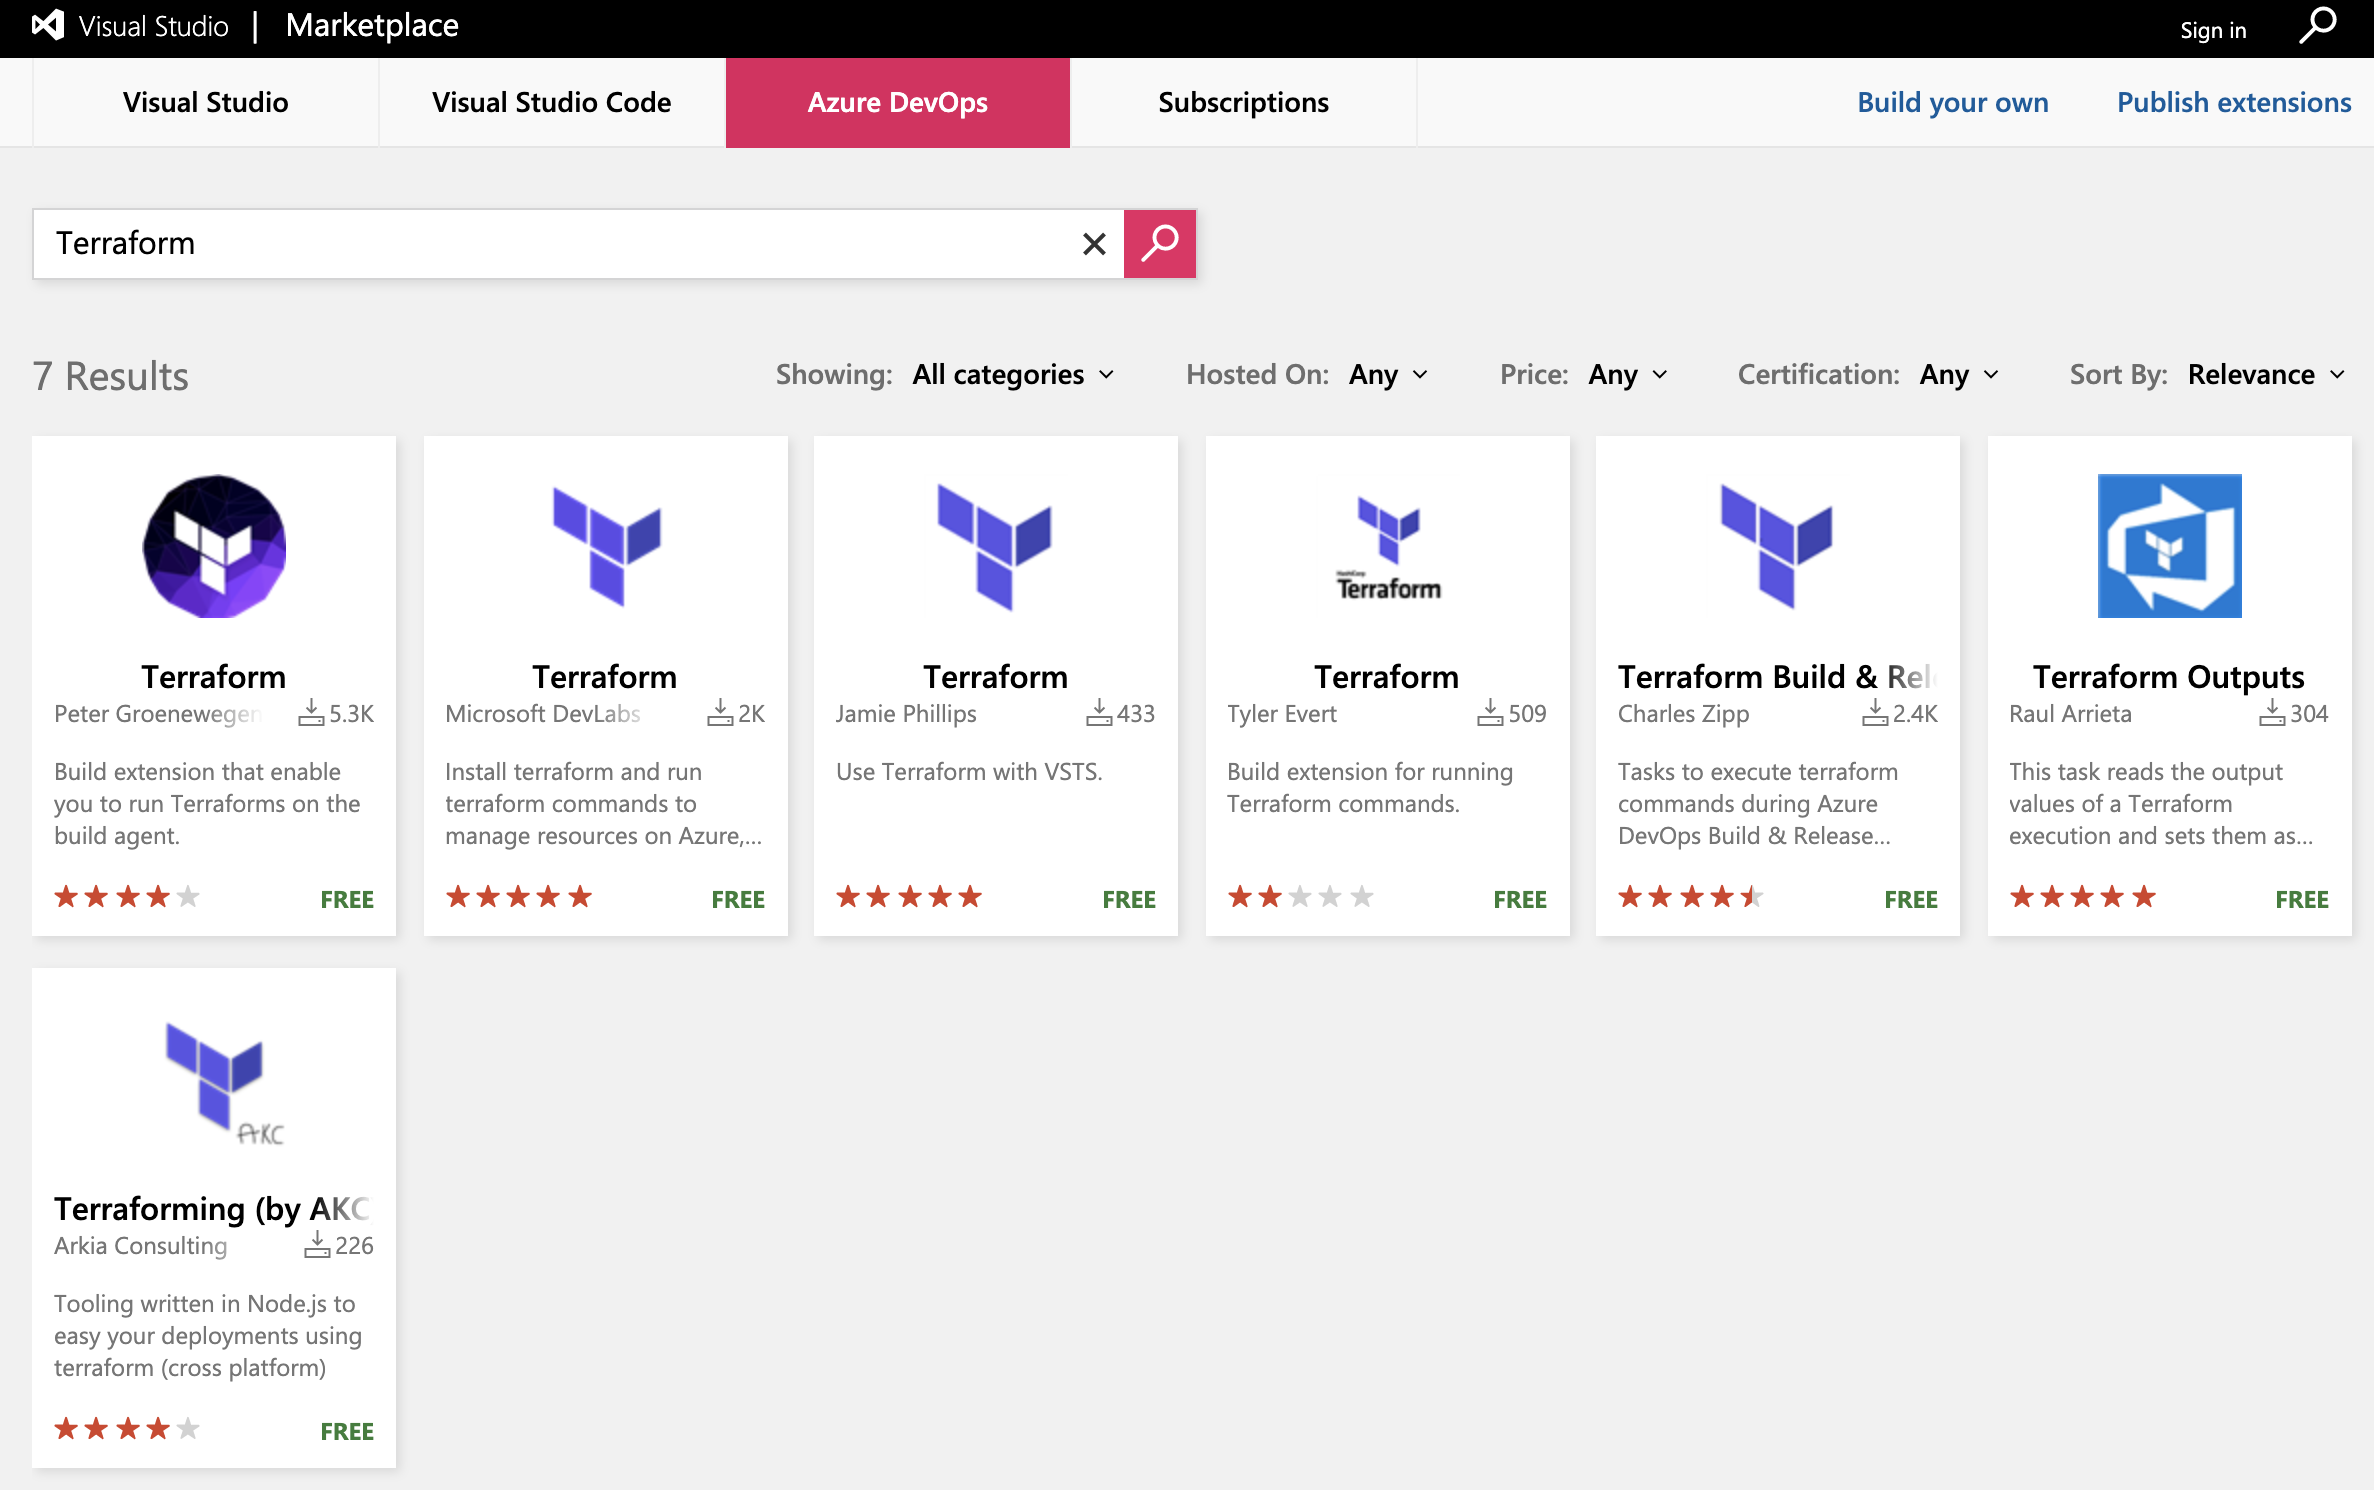 Visual Studio | Marketplace
Sign in
Visual Studio
Visual Studio Code
Azure DevOps
Subscriptions
Build your own
Publish extensions
Terraform
7 Results
Showing: All categories
Hosted On: Any
Price: Any
Certification: Any
Sort By: Relevance
Terraform
Peter Groenewegen
5.3K
Build extension that enable
you to run Terraforms on the
build agent.
FREE
Terraform
Microsoft DevLabs
2K
Install terraform and run
terraform commands to
manage resources on Azure,...
FREE
Terraform
Jamie Phillips
433
Use Terraform with VSTS.
FREE
HashiCorp
Terraform
Terraform
Tyler Evert
509
Build extension for running
Terraform commands.
FREE
Terraform Build & Rel
Charles Zipp
2.4K
Tasks to execute terraform
commands during Azure
DevOps Build & Release...
FREE
Terraform Outputs
Raul Arrieta
304
This task reads the output
values of a Terraform
execution and sets them as...
FREE
AKC
Terraforming (by AKC
Arkia Consulting
226
Tooling written in Node.js to
easy your deployments using
terraform (cross platform)
FREE